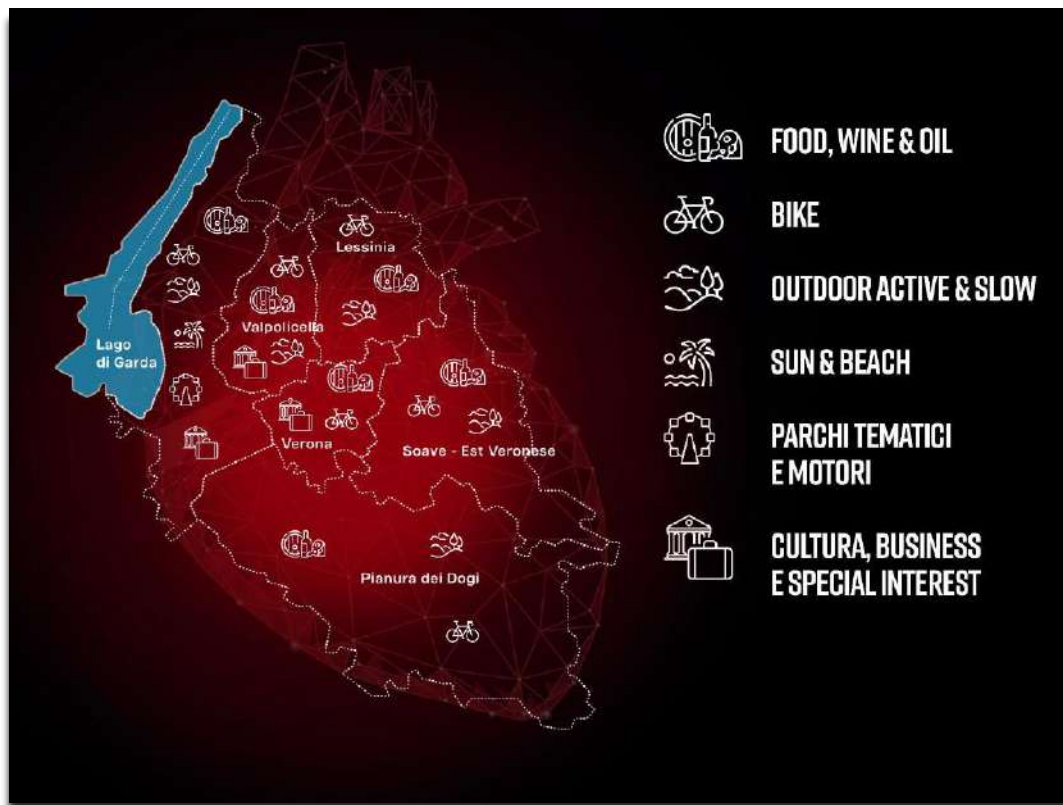 FOOD, WINE & OIL
BIKE
OUTDOOR ACTIVE & SLOW
SUN & BEACH
PARCHI TEMATICI
E MOTORI
CULTURA, BUSINESS
E SPECIAL INTEREST
Lessinia
Valpolicella
Lago
di Garda
Verona
Soave - Est Veronese
Pianura dei Dogi